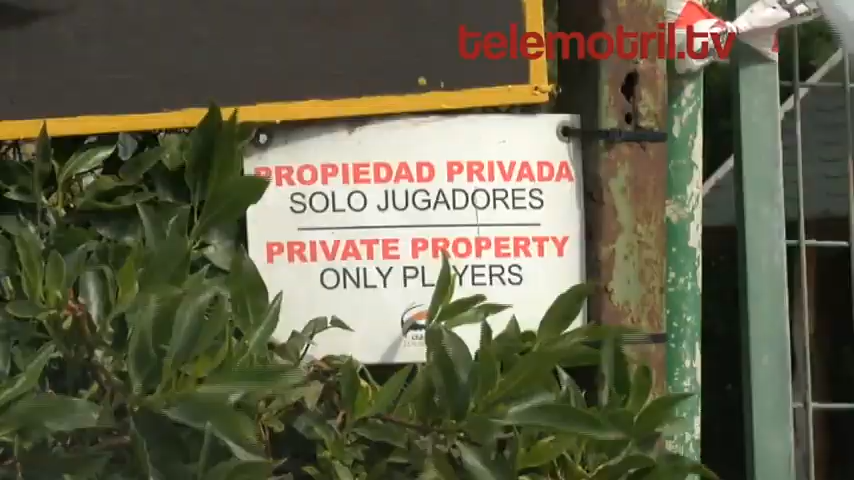 telemotril.tv
PROPIEDAD PRIVADA
SOLO JUGADORES
PRIVATE PROPERTY
ONLY PLAYERS